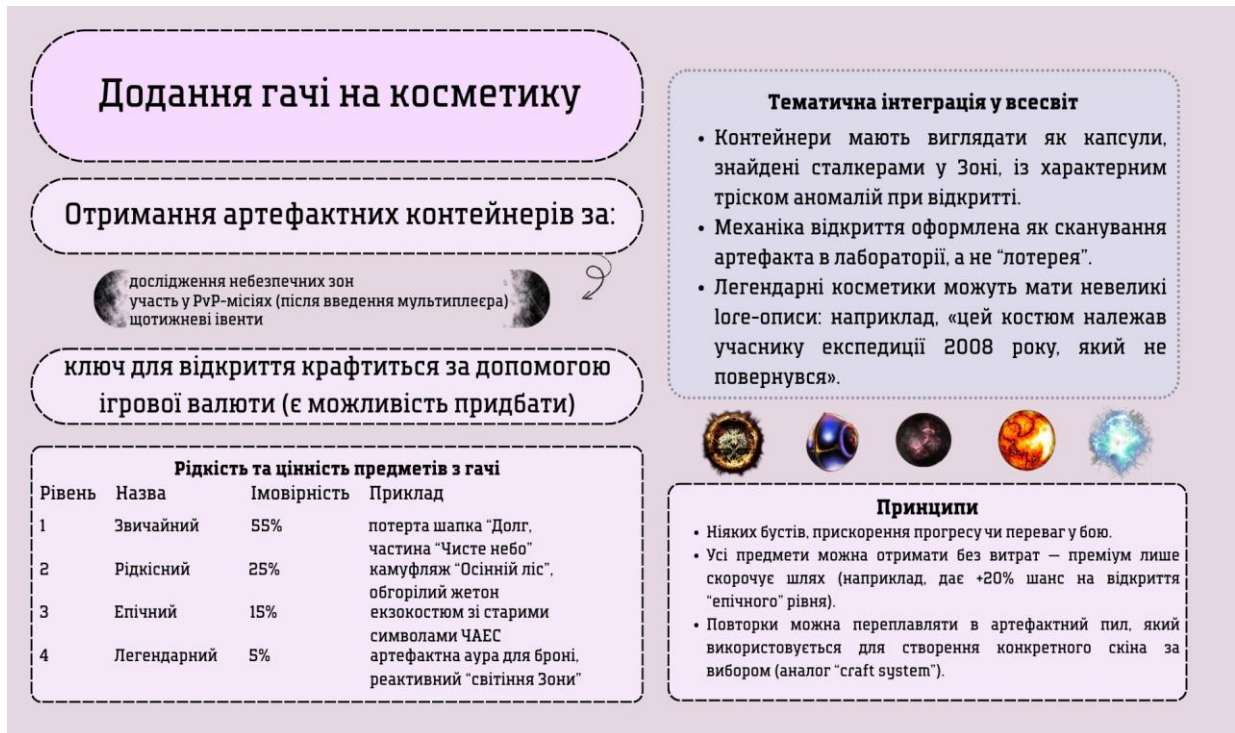 Додання гачі на косметику
Отримання артефактних контейнерів за:
дослідження небезпечних зон
участь у PvP-місіях (після введення мультиплеєра)
щотижневі івенти
ключ для відкриття крафтиться за допомогою
ігрової валюти (є можливість придбати)
Рідкість та цінність предметів з гачі
Рівень Назва Імовірність Приклад
1 Звичайний 55% потерта шапка “Долг,
частина “Чисте небо”
2 Рідкісний 25% камуфляж “Осінній ліс”,
обгорілий жетон
3 Епічний 15% екзокостюм зі старими
символами ЧАЕС
4 Легендарний 5% артефактна аура для броні,
реактивний “світіння Зони”
Тематична інтеграція у всесвіт
• Контейнери мають виглядати як капсули,
знайдені сталкерами у Зоні, із характерним
тріском аномалій при відкритті.
• Механіка відкриття оформлена як сканування
артефакта в лабораторії, а не “лотерея”.
• Легендарні косметики можуть мати невеликі
lore-описи: наприклад, «цей костюм належав
учаснику експедиції 2008 року, який не
повернувся».
Принципи
• Ніяких бустів, прискорення прогресу чи переваг у бою.
• Усі предмети можна отримати без витрат — преміум лише
скорочує шлях (наприклад, дає +20% шанс на відкриття
“епічного” рівня).
• Повторки можна переплавляти в артефактний пил, який
використовується для створення конкретного скіна за
вибором (аналог “craft system”).